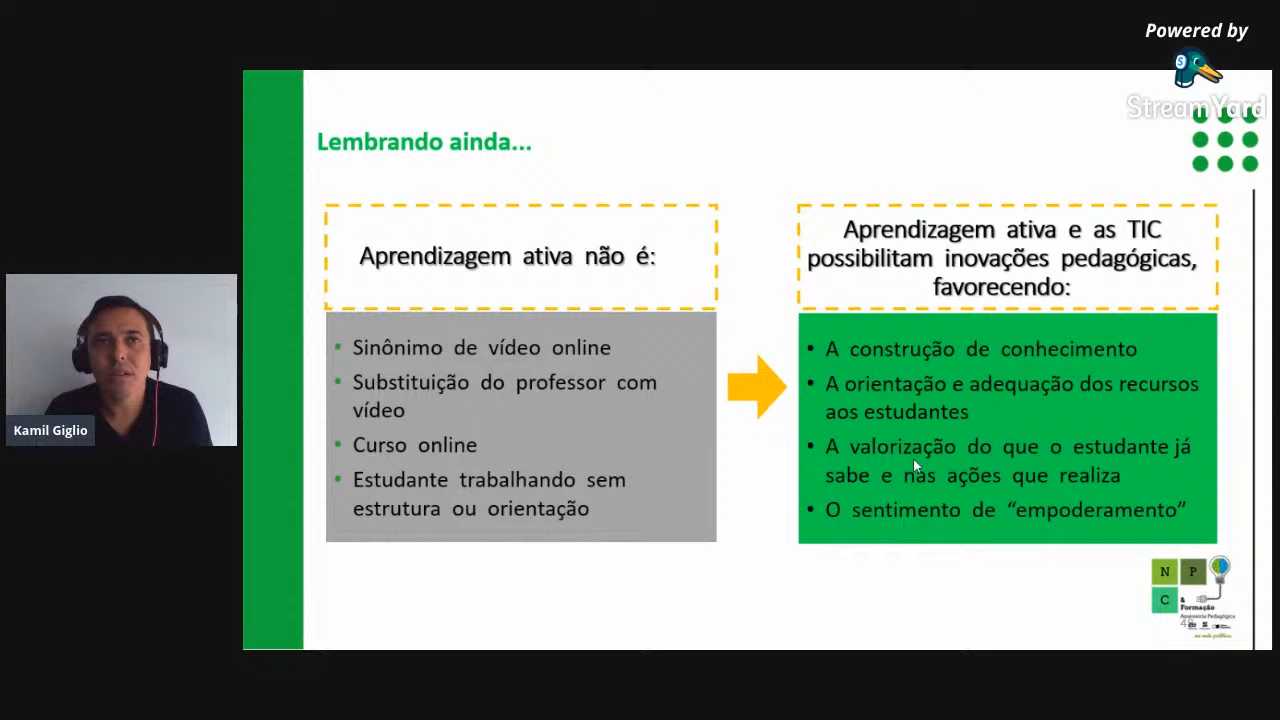 Powered by
StreamYard
Lembrando ainda...
Aprendizagem ativa não é:
Sinônimo de vídeo online
Substituição do professor com
vídeo
Curso online
Estudante trabalhando sem
estrutura ou orientação
Aprendizagem ativa e as TIC
possibilitam inovações pedagógicas,
favorecendo:
A construção de conhecimento
A orientação e adequação dos recursos
aos estudantes
A valorização do que o estudante já
sabe e nas ações que realiza
O sentimento de “empoderamento”
Kamil Giglio
N P
C &
Formação
Assessoria Pedagógica